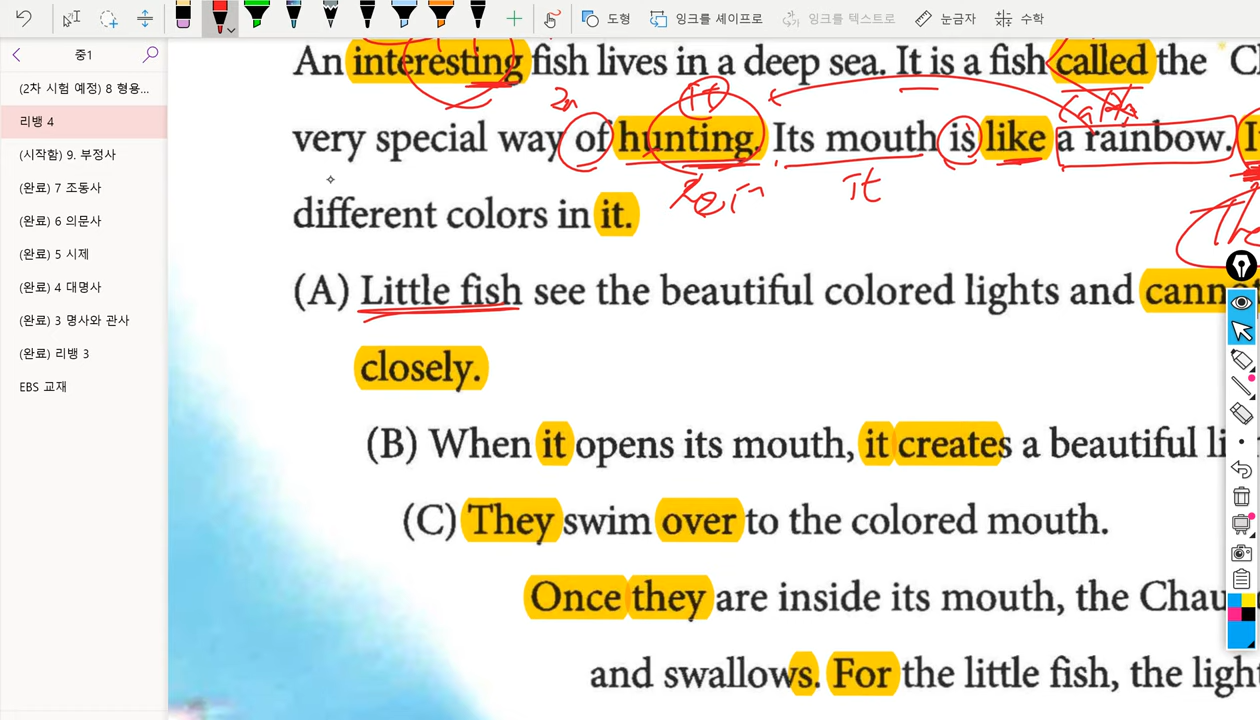 도형
잉크를 셰이프로
잉크를 텍스트로
눈금자
수학
중1
(2차 시험 예정) 8 형용...
리뱅 4
(시작함) 9. 부정사
(완료) 7 조동사
(완료) 6 의문사
(완료) 5 시제
(완료) 4 대명사
(완료) 3 명사와 관사
(완료) 리뱅 3
EBS 교재
An interesting fish lives in a deep sea. It is a fish called the
It
very special way of hunting. Its mouth is like a rainbow.
it
different colors in it.
The
(A) Little fish see the beautiful colored lights and
closely.
(B) When it opens its mouth, it creates a beautiful
(C) They swim over to the colored mouth.
Once they are inside its mouth, the
and swallows. For the little fish, the